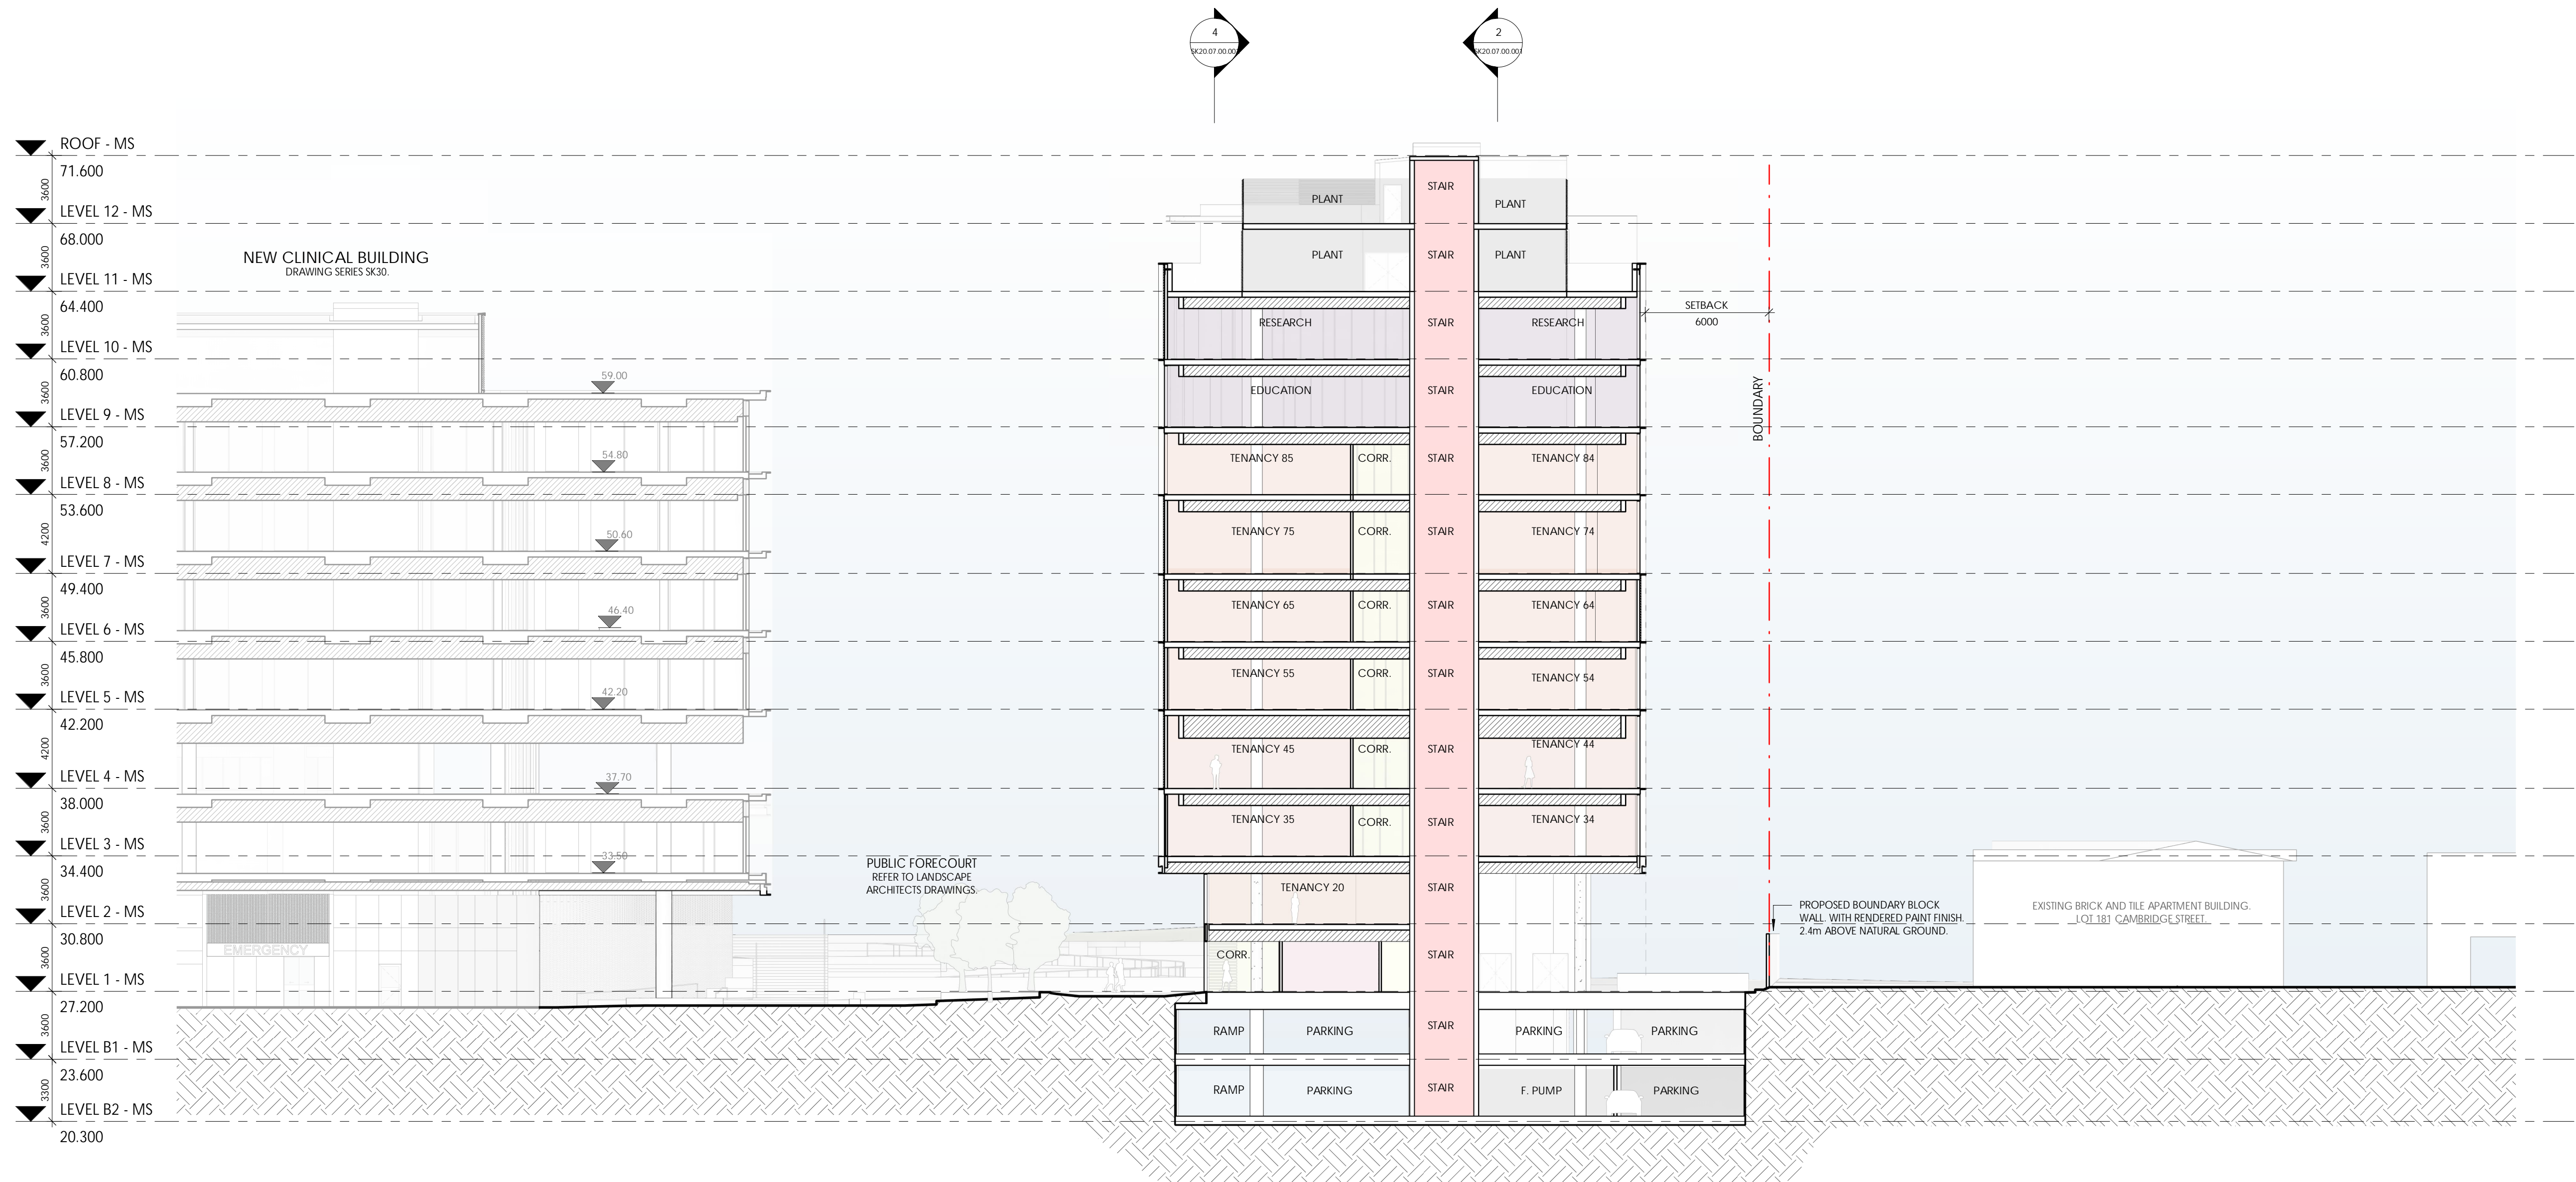 4
SK20.07.00.00
2
SK20.07.00.001
ROOF - MS
71.600
3600
LEVEL 12 - MS
68.000
3600
LEVEL 11 - MS
64.400
3600
LEVEL 10 - MS
60.800
3600
LEVEL 9 - MS
57.200
3600
LEVEL 8 - MS
53.600
4200
LEVEL 7 - MS
49.400
3600
LEVEL 6 - MS
45.800
3600
LEVEL 5 - MS
42.200
4200
LEVEL 4 - MS
38.000
3600
LEVEL 3 - MS
34.400
3600
LEVEL 2 - MS
30.800
3600
LEVEL 1 - MS
27.200
3600
LEVEL B1 - MS
23.600
3300
LEVEL B2 - MS
20.300
NEW CLINICAL BUILDING
DRAWING SERIES SK30.
59.00
54.80
50.60
46.40
42.20
37.70
33.50
EMERGENCY
PUBLIC FORECOURT
REFER TO LANDSCAPE
ARCHITECTS DRAWINGS.
PLANT STAIR PLANT
PLANT STAIR PLANT
RESEARCH STAIR RESEARCH
EDUCATION STAIR EDUCATION
TENANCY 85 CORR. STAIR TENANCY 84
TENANCY 75 CORR. STAIR TENANCY 74
TENANCY 65 CORR. STAIR TENANCY 64
TENANCY 55 CORR. STAIR TENANCY 54
TENANCY 45 CORR. STAIR TENANCY 44
TENANCY 35 CORR. STAIR TENANCY 34
TENANCY 20 STAIR
CORR. STAIR
RAMP PARKING STAIR PARKING PARKING
RAMP PARKING STAIR F. PUMP PARKING
SETBACK
6000
BOUNDARY
PROPOSED BOUNDARY BLOCK
WALL. WITH RENDERED PAINT FINISH.
2.4m ABOVE NATURAL GROUND.
EXISTING BRICK AND TILE APARTMENT BUILDING.
LOT 181 CAMBRIDGE STREET.